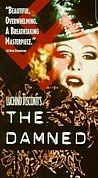 "BEAUTIFUL,
OVERWHELMING.
A BREATHTAKING
MASTERPIECE."
LUCHINO VISCONTI'S
THE
DAMNED